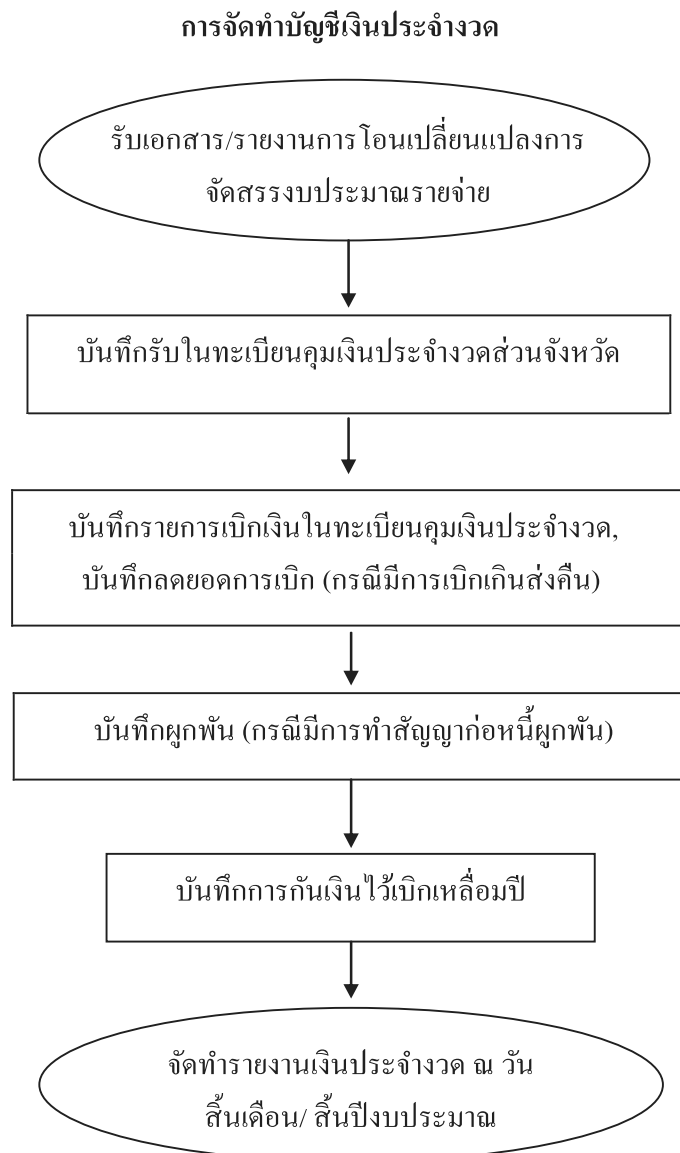 การจัดทำบัญชีเงินประจำงวด
รับเอกสาร/รายงานการโอนเปลี่ยนแปลงการ
จัดสรรงบประมาณรายจ่าย
บันทึกรับในทะเบียนคุมเงินประจำงวดส่วนจังหวัด
บันทึกรายการเบิกเงินในทะเบียนคุมเงินประจำงวด,
บันทึกลดยอดการเบิก (กรณีมีการเบิกเกินส่งคืน)
บันทึกผูกพัน (กรณีมีการทำสัญญาก่อหนี้ผูกพัน)
บันทึกการกันเงินไว้เบิกเหลื่อมปี
จัดทำรายงานเงินประจำงวด ณ วัน
สิ้นเดือน/ สิ้นปีงบประมาณ